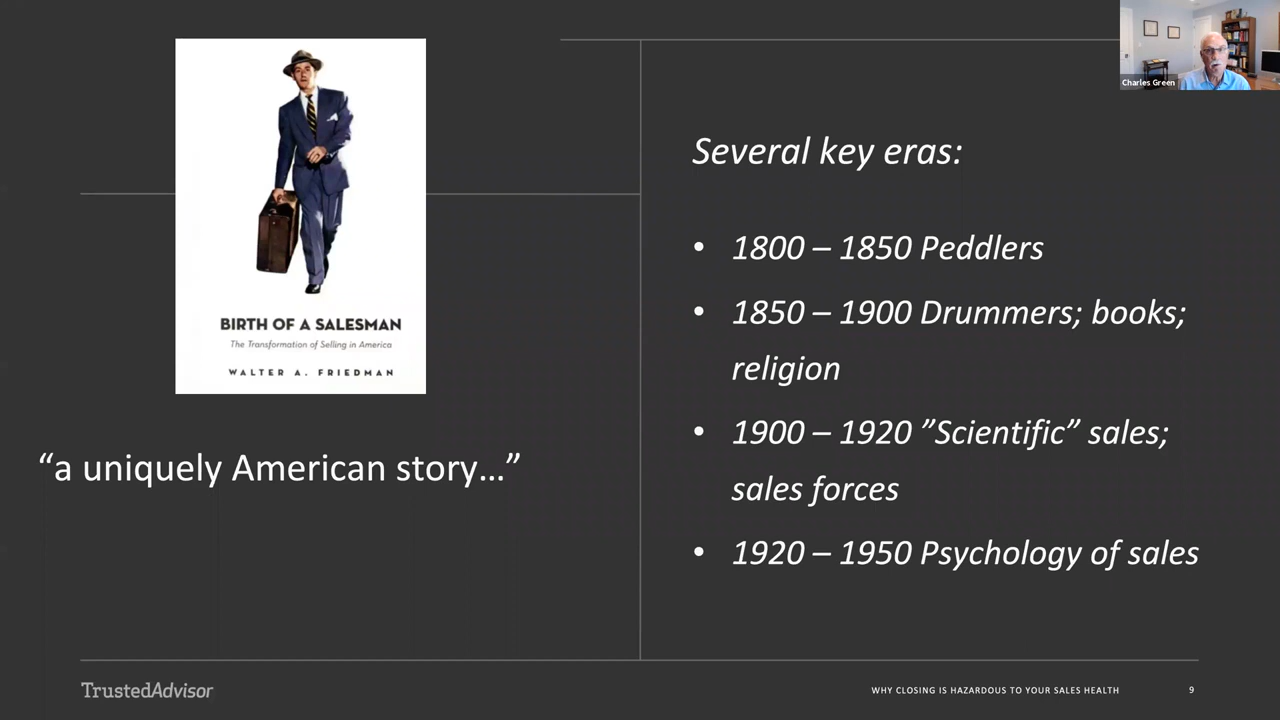 Charles Green
BIRTH OF A SALESMAN
The Transformation of Selling in America
WALTER A. FRIEDMAN
“a uniquely American story…”
Several key eras:
• 1800 – 1850 Peddlers
• 1850 – 1900 Drummers; books;
religion
• 1900 – 1920 ”Scientific” sales;
sales forces
• 1920 – 1950 Psychology of sales
TrustedAdvisor
WHY CLOSING IS HAZARDOUS TO YOUR SALES HEALTH
9